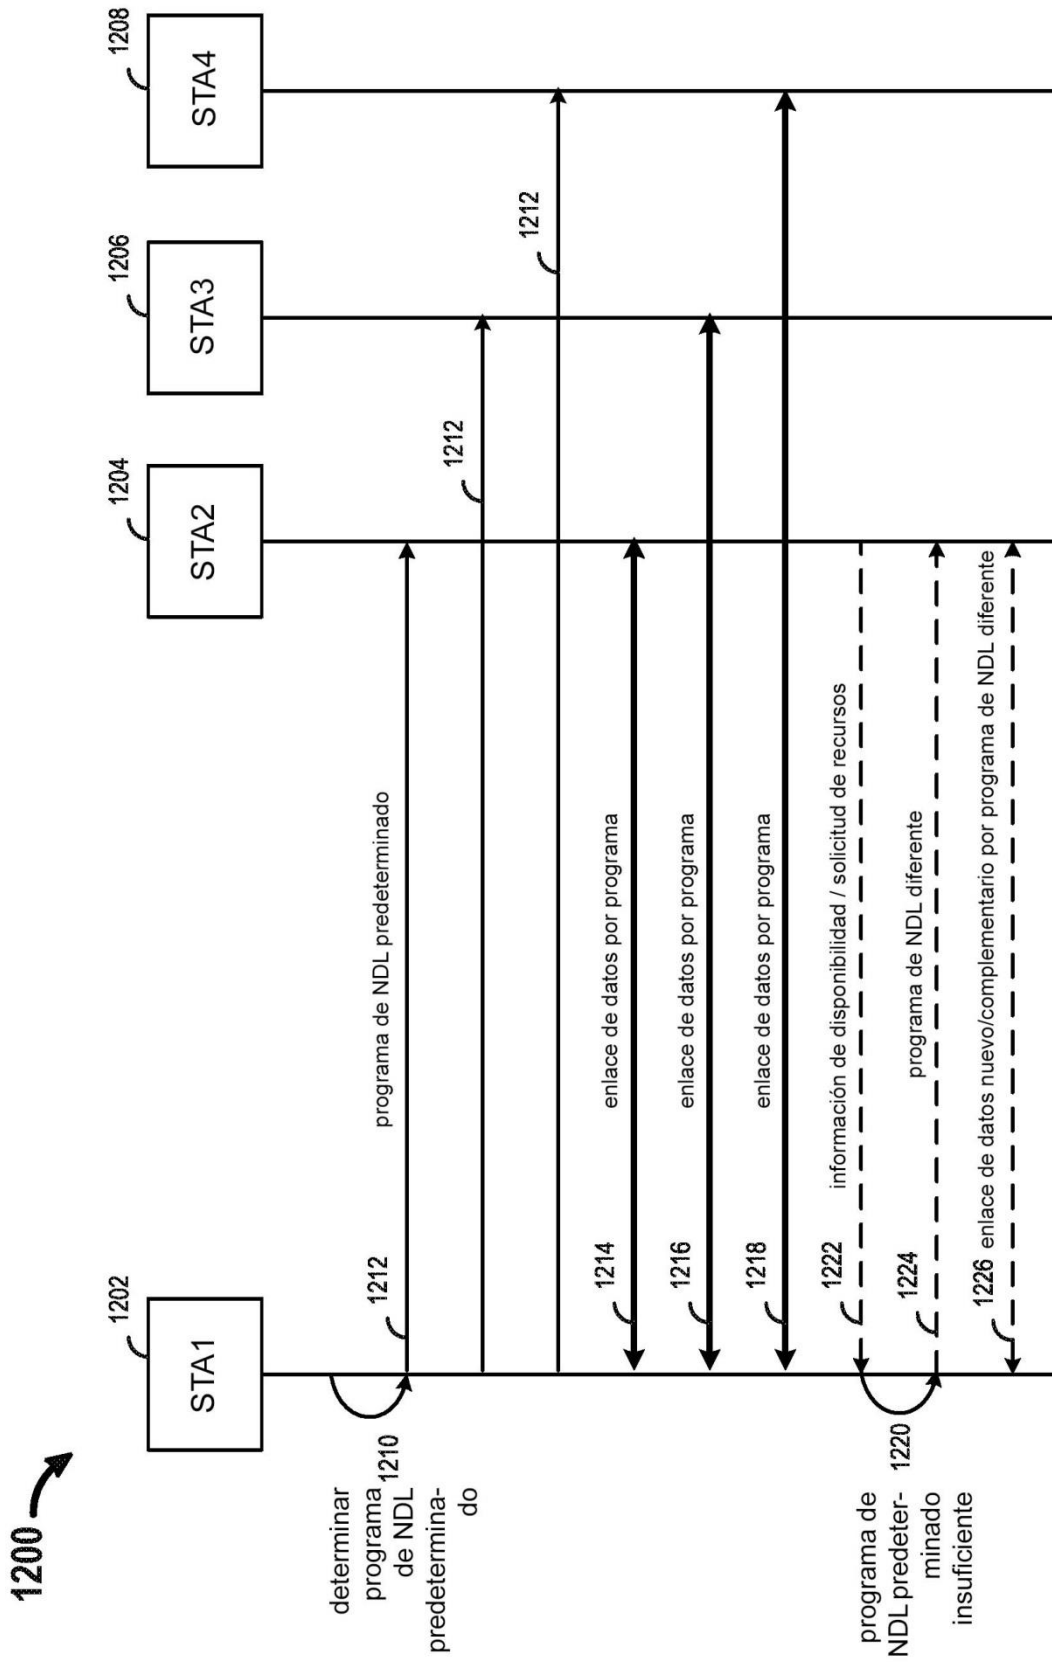 1200
1202
STA1
1204
STA2
1206
STA3
1208
STA4
determinar
programa
de NDL
predetermina-
do
1210
1212
programa de NDL predeterminado
1212
1212
1214
enlace de datos por programa
1216
enlace de datos por programa
1218
enlace de datos por programa
1222
información de disponibilidad / solicitud de recursos
programa de
NDL predeter-
minado
insuficiente
1220
1224
programa de NDL diferente
1226
enlace de datos nuevo/complementario por programa de NDL diferente